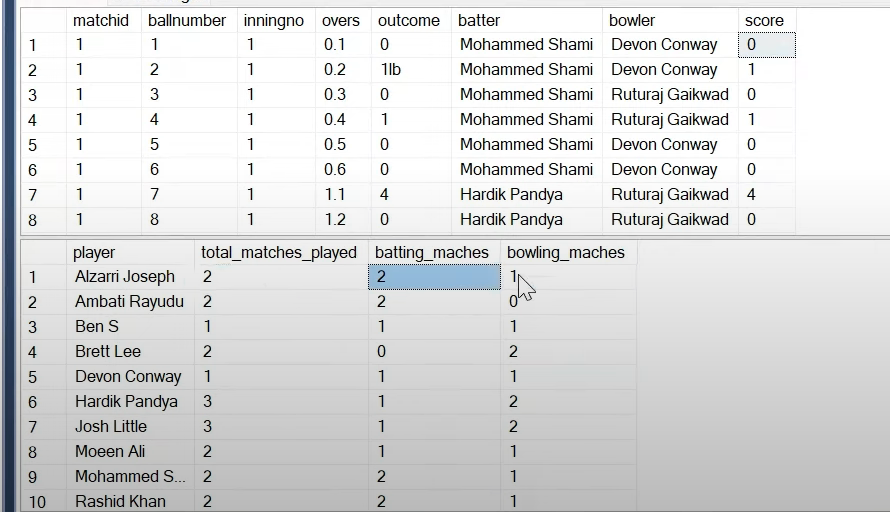 matchid ballnumber inningno overs outcome batter bowler score
1 1 1 1 0.1 0 Mohammed Shami Devon Conway 0
2 1 2 1 0.2 1lb Mohammed Shami Devon Conway 1
3 1 3 1 0.3 0 Mohammed Shami Ruturaj Gaikwad 0
4 1 4 1 0.4 1 Mohammed Shami Ruturaj Gaikwad 1
5 1 5 1 0.5 0 Mohammed Shami Devon Conway 0
6 1 6 1 0.6 0 Mohammed Shami Devon Conway 0
7 1 7 1 1.1 4 Hardik Pandya Ruturaj Gaikwad 4
8 1 8 1 1.2 0 Hardik Pandya Ruturaj Gaikwad 0
player total_matches_played batting_maches bowling_maches
1 Alzarri Joseph 2 2 1
2 Ambati Rayudu 2 2 0
3 Ben S 1 1 1
4 Brett Lee 2 0 2
5 Devon Conway 1 1 1
6 Hardik Pandya 3 1 2
7 Josh Little 3 1 2
8 Moeen Ali 2 1 1
9 Mohammed S... 2 2 1
10 Rashid Khan 2 2 1